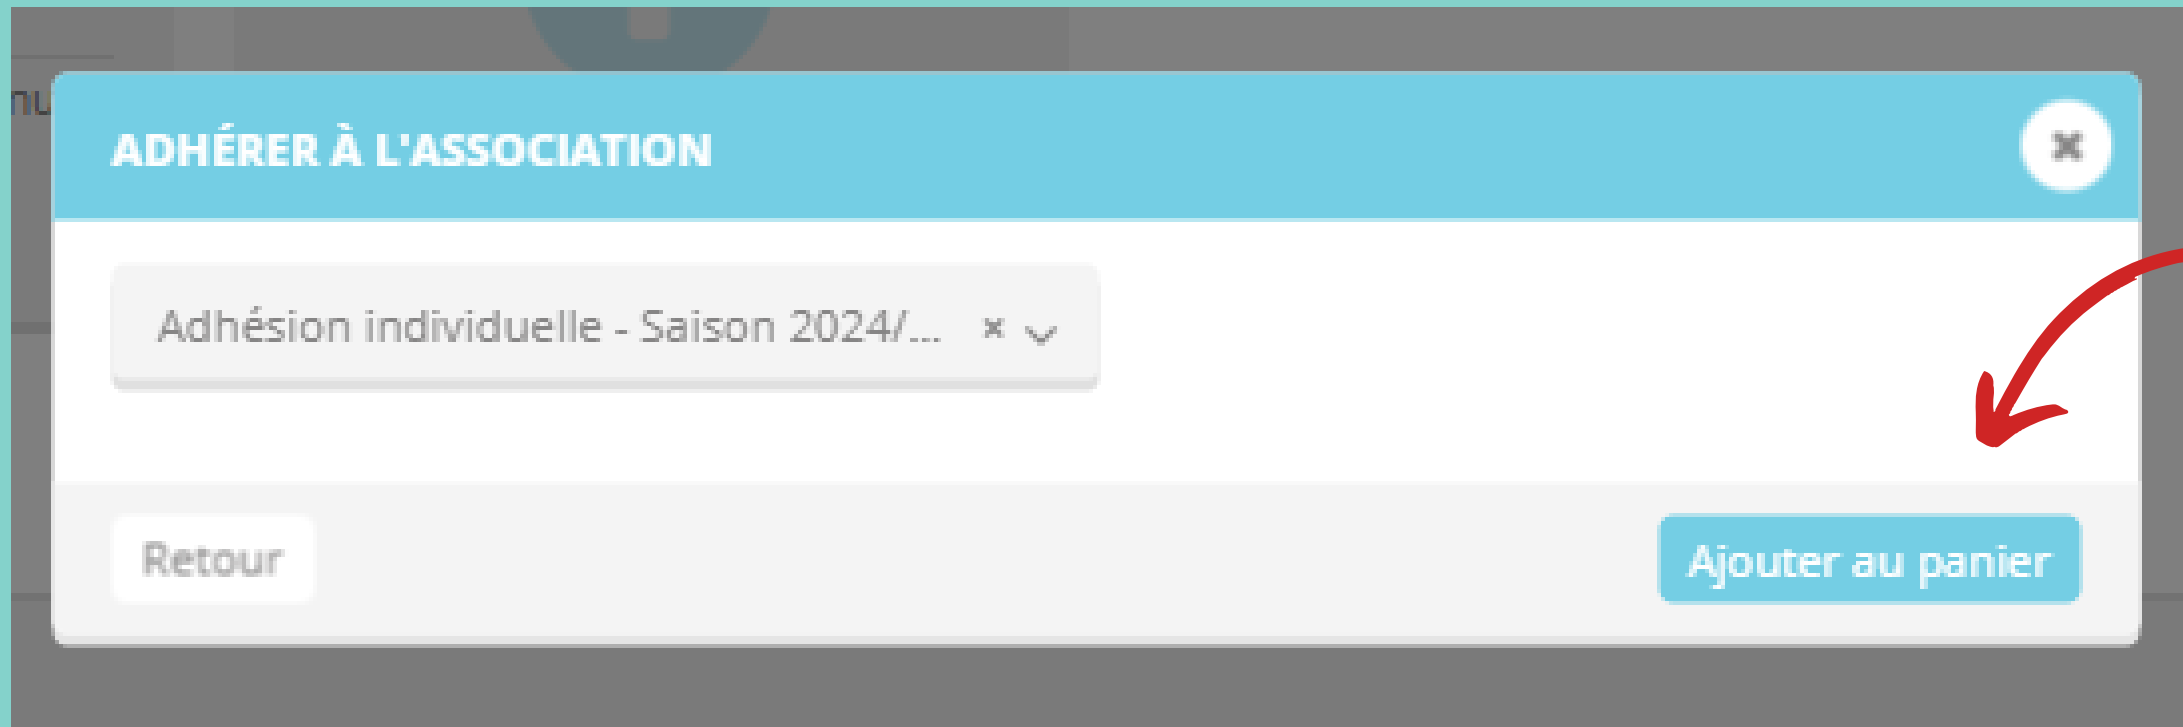 ADHÉRER À L'ASSOCIATION
Adhésion individuelle - Saison 2024/...
Retour
Ajouter au panier